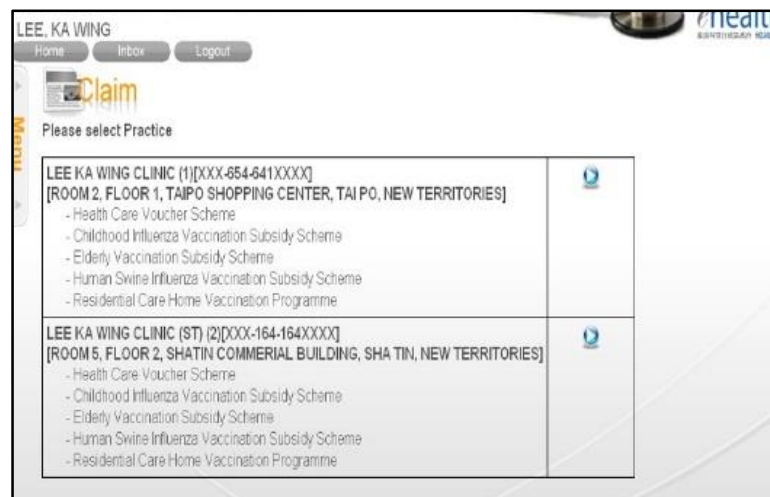 LEE, KA WING
Home Inbox Logout
Claim
Menu
Please select Practice
LEE KA WING CLINIC (1)[XXX-654-641XXXX]
[ROOM 2, FLOOR 1, TAIPO SHOPPING CENTER, TAI PO, NEW TERRITORIES]
- Health Care Voucher Scheme
- Childhood Influenza Vaccination Subsidy Scheme
- Elderly Vaccination Subsidy Scheme
- Human Swine Influenza Vaccination Subsidy Scheme
- Residential Care Home Vaccination Programme
LEE KA WING CLINIC (ST) (2)[XXX-164-164XXXX]
[ROOM 5, FLOOR 2, SHATIN COMMERIAL BUILDING, SHA TIN, NEW TERRITORIES]
- Health Care Voucher Scheme
- Childhood Influenza Vaccination Subsidy Scheme
- Elderly Vaccination Subsidy Scheme
- Human Swine Influenza Vaccination Subsidy Scheme
- Residential Care Home Vaccination Programme